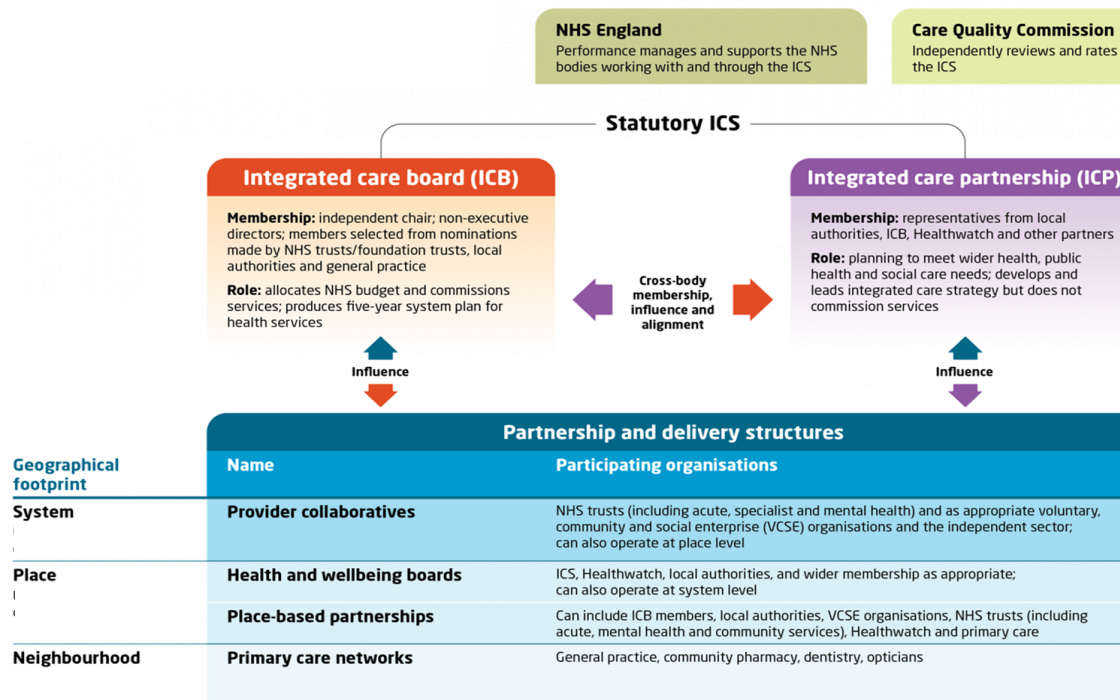 NHS England
Performance manages and supports the NHS
bodies working with and through the ICS
Care Quality Commission
Independently reviews and rates
the ICS
Statutory ICS
Integrated care board (ICB)
Membership: independent chair; non-executive
directors; members selected from nominations
made by NHS trusts/foundation trusts, local
authorities and general practice
Role: allocates NHS budget and commissions
services; produces five-year system plan for
health services
Cross-body
membership,
influence and
alignment
Integrated care partnership (ICP)
Membership: representatives from local
authorities, ICB, Healthwatch and other partners
Role: planning to meet wider health, public
health and social care needs; develops and
leads integrated care strategy but does not
commission services
Influence
Influence
Partnership and delivery structures
Geographical
footprint
Name
Participating organisations
System
Provider collaboratives
NHS trusts (including acute, specialist and mental health) and as appropriate voluntary,
community and social enterprise (VCSE) organisations and the independent sector;
can also operate at place level
Place
Health and wellbeing boards
ICS, Healthwatch, local authorities, and wider membership as appropriate;
can also operate at system level
Place-based partnerships
Can include ICB members, local authorities, VCSE organisations, NHS trusts (including
acute, mental health and community services), Healthwatch and primary care
Neighbourhood
Primary care networks
General practice, community pharmacy, dentistry, opticians